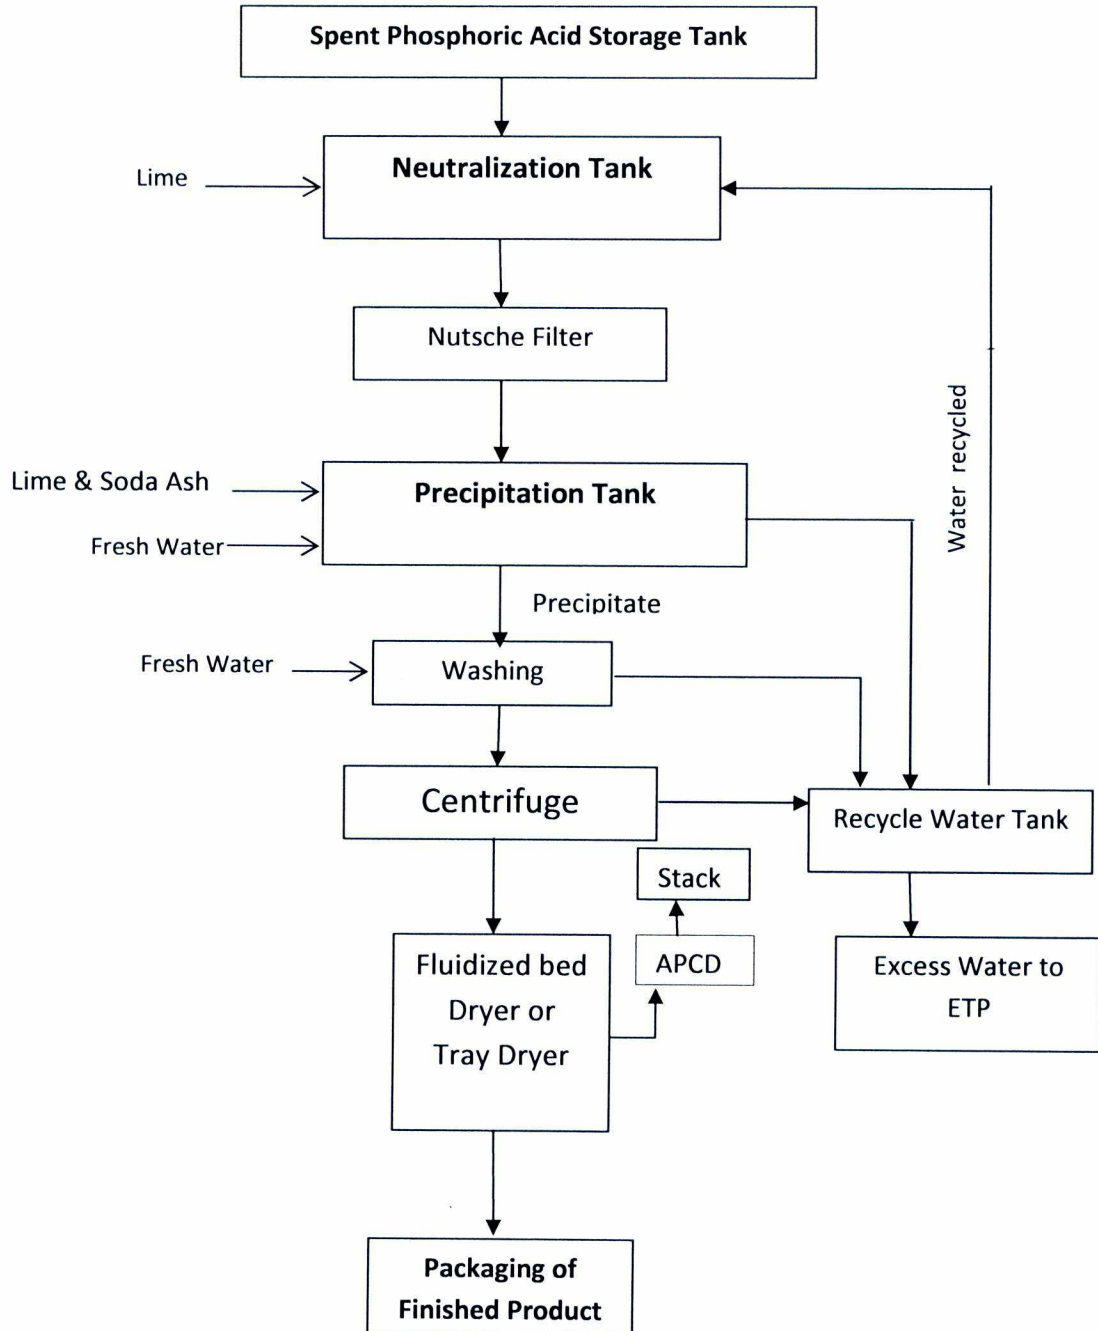 Spent Phosphoric Acid Storage Tank
Neutralization Tank
Lime
Nutsche Filter
Water recycled
Lime & Soda Ash
Precipitation Tank
Fresh Water
Precipitate
Fresh Water
Washing
Centrifuge
Recycle Water Tank
Stack
Fluidized bed
Dryer or
Tray Dryer
APCD
Excess Water to
ETP
Packaging of
Finished Product